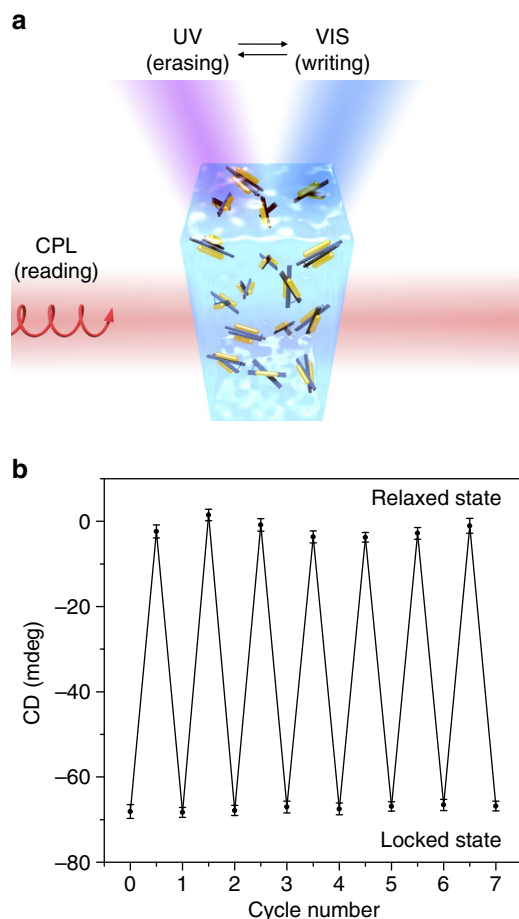 a
UV
(erasing)
VIS
(writing)
CPL
(reading)
b
Relaxed state
0
–20
–40
–60
–80
CD (mdeg)
Locked state
0 1 2 3 4 5 6 7
Cycle number